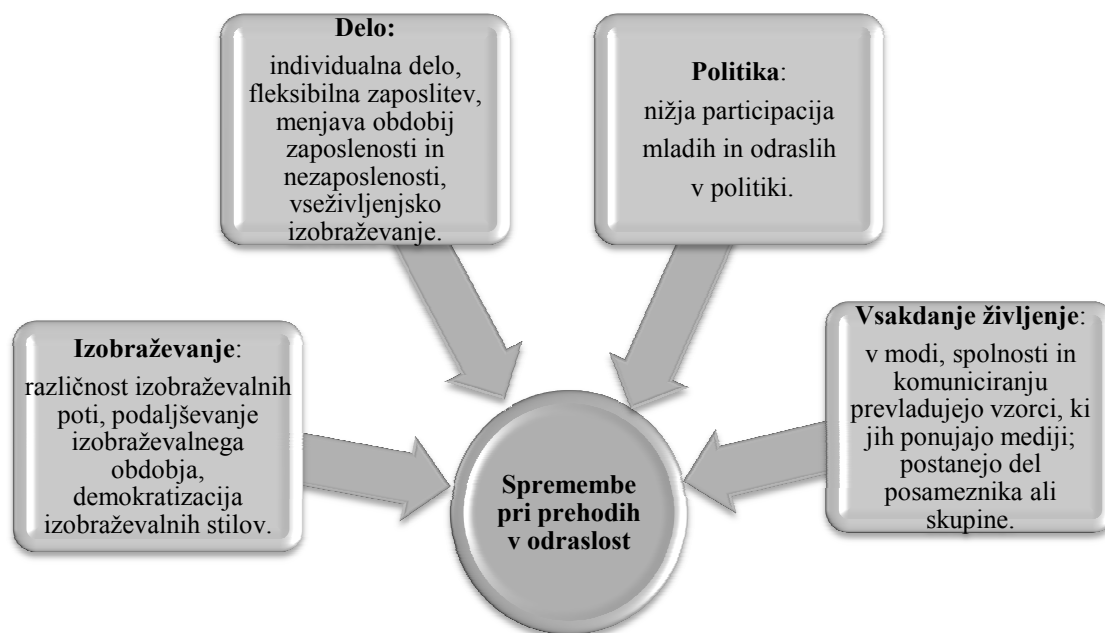 Delo:
individualna delo,
fleksibilna zaposlitev,
menjava obdobij
zaposlenosti in
nezaposlenosti,
vseživljenjsko
izobraževanje.
Politika:
nižja participacija
mladih in odraslih
v politiki.
Izobraževanje:
različnost izobraževalnih
poti, podaljševanje
izobraževalnega
obdobja,
demokratizacija
izobraževalnih stilov.
Vsakdanje življenje:
v modi, spolnosti in
komuniciranju
prevladujejo vzorci, ki
jih ponujajo mediji;
postanejo del
posameznika ali
skupine.
Spremembe
pri prehodih
v odraslost